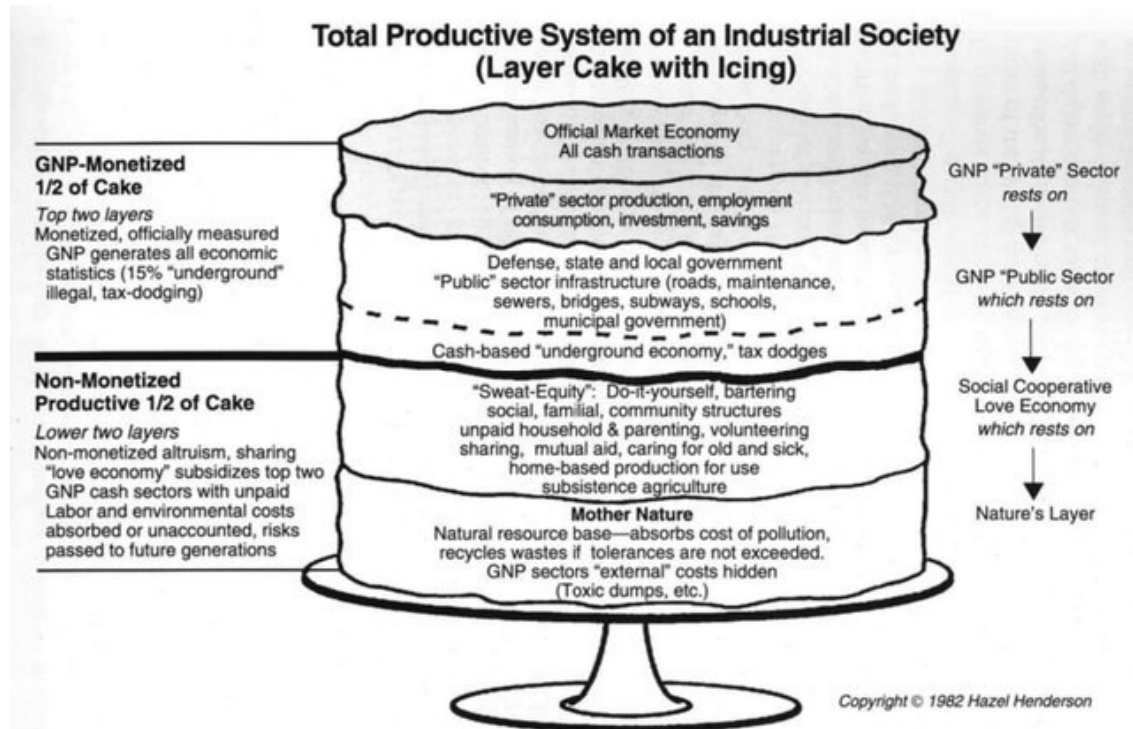 Total Productive System of an Industrial Society
(Layer Cake with Icing)
GNP-Monetized
1/2 of Cake
Top two layers
Monetized, officially measured
GNP generates all economic
statistics (15% “underground”
illegal, tax-dodging)
Non-Monetized
Productive 1/2 of Cake
Lower two layers
Non-monetized altruism, sharing
“love economy” subsidizes top two
GNP cash sectors with unpaid
Labor and environmental costs
absorbed or unaccounted, risks
passed to future generations
Official Market Economy
All cash transactions
“Private” sector production, employment
consumption, investment, savings
Defense, state and local government
“Public” sector infrastructure (roads, maintenance,
sewers, bridges, subways, schools,
municipal government)
Cash-based “underground economy,” tax dodges
“Sweat-Equity”: Do-it-yourself, bartering
social, familial, community structures
unpaid household & parenting, volunteering
sharing, mutual aid, caring for old and sick,
home-based production for use
subsistence agriculture
Mother Nature
Natural resource base—absorbs cost of pollution,
recycles wastes if tolerances are not exceeded.
GNP sectors “external” costs hidden
(Toxic dumps, etc.)
GNP “Private” Sector
rests on
GNP “Public Sector
which rests on
Social Cooperative
Love Economy
which rests on
Nature's Layer
Copyright © 1982 Hazel Henderson